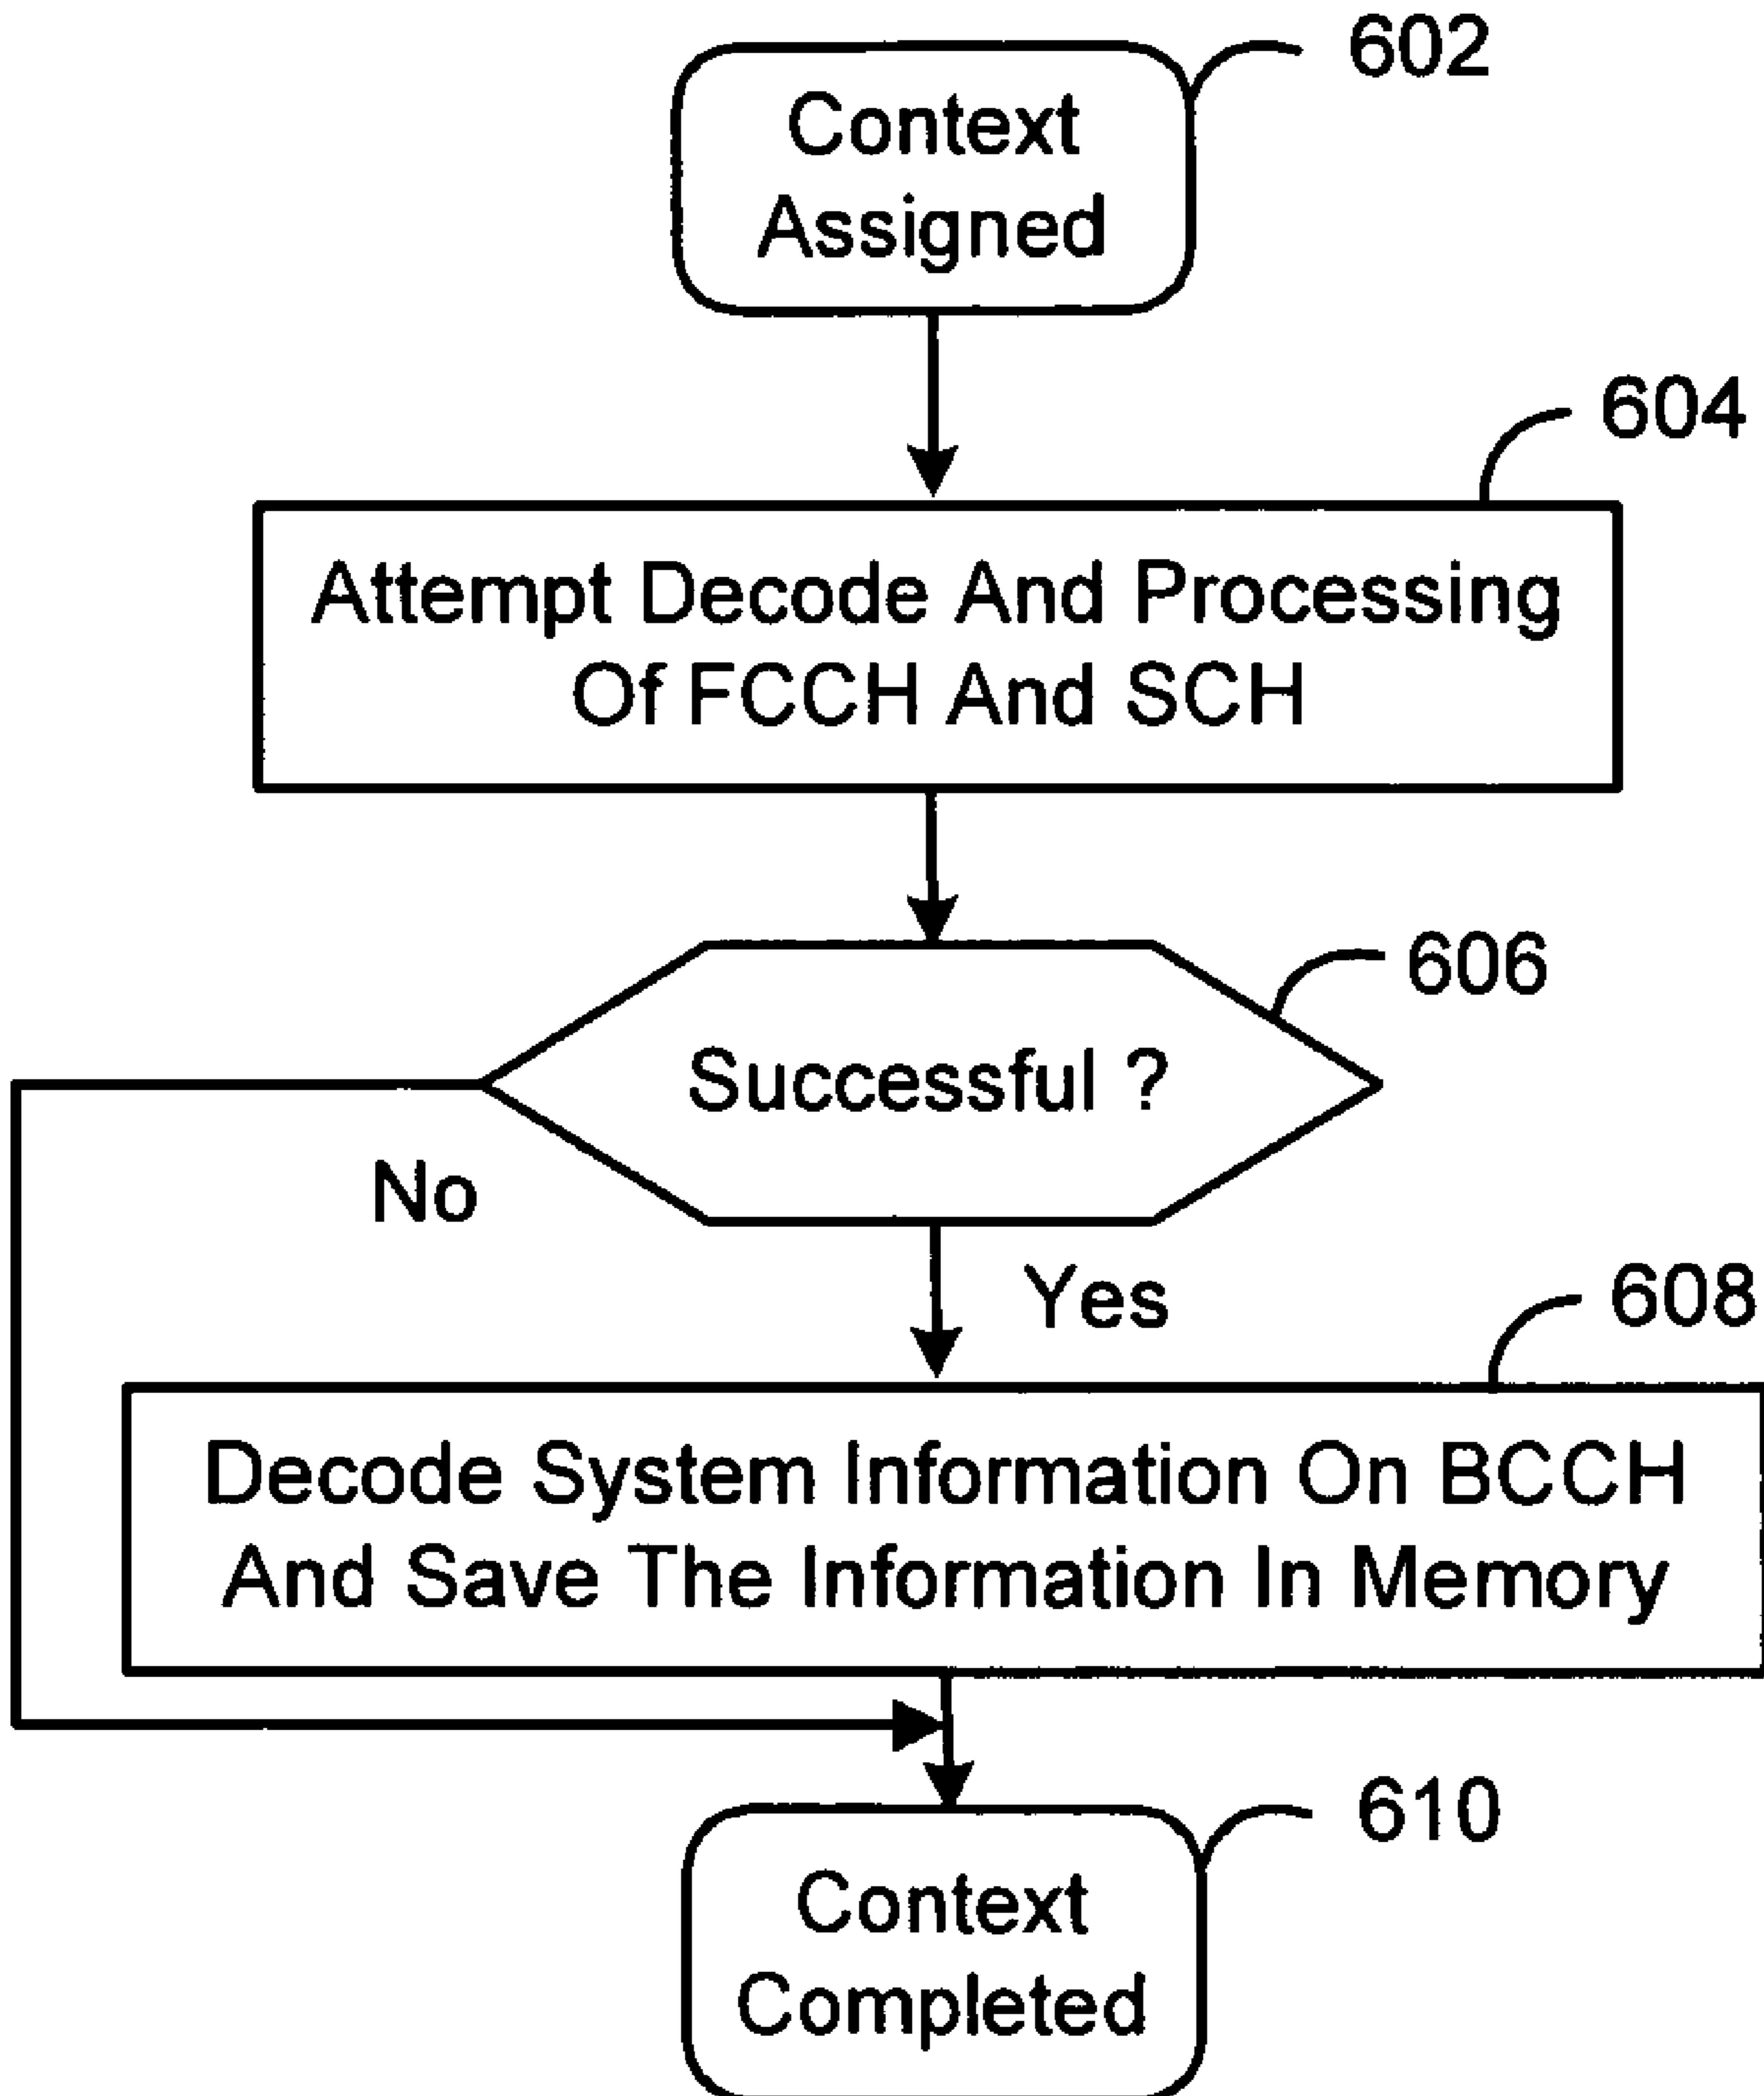 602
Context
Assigned
604
Attempt Decode And Processing
Of FCCH And SCH
606
Successful ?
No
Yes
608
Decode System Information On BCCH
And Save The Information In Memory
610
Context
Completed